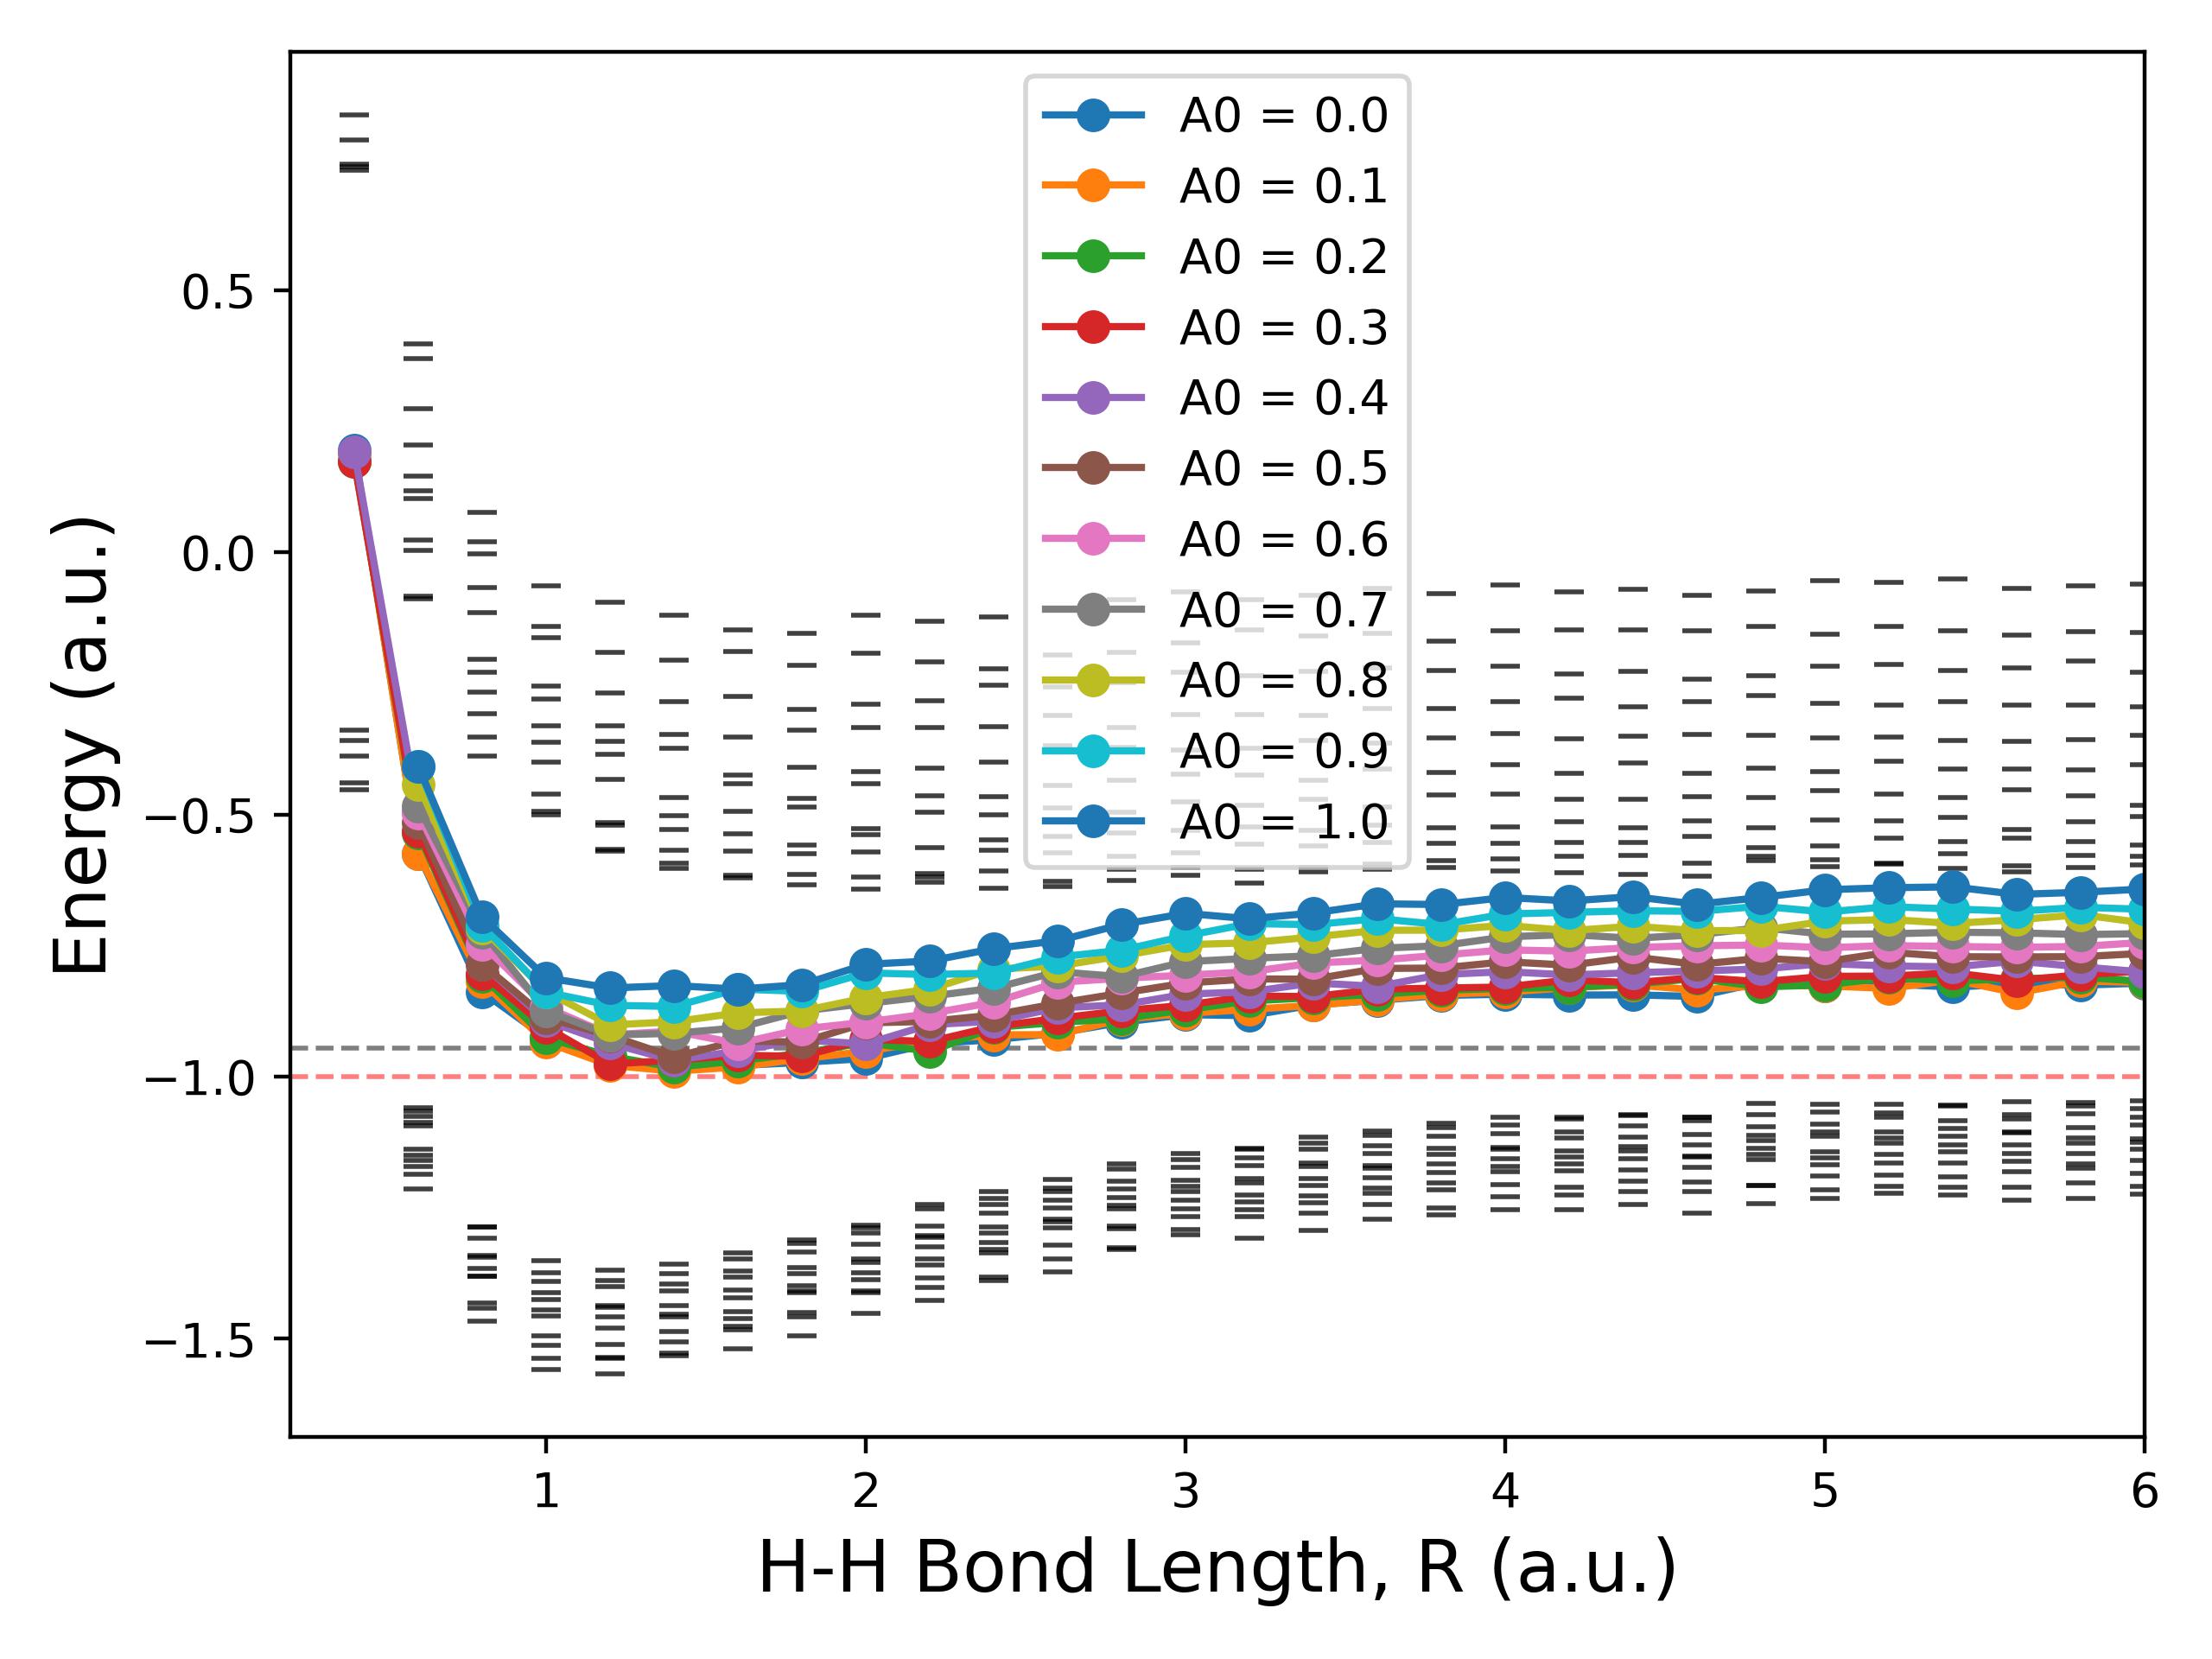 A0 = 0.0
A0 = 0.1
A0 = 0.2
A0 = 0.3
A0 = 0.4
A0 = 0.5
A0 = 0.6
A0 = 0.7
A0 = 0.8
A0 = 0.9
A0 = 1.0
Energy (a.u.)
0.5
0.0
−0.5
−1.0
−1.5
1 2 3 4 5 6
H-H Bond Length, R (a.u.)